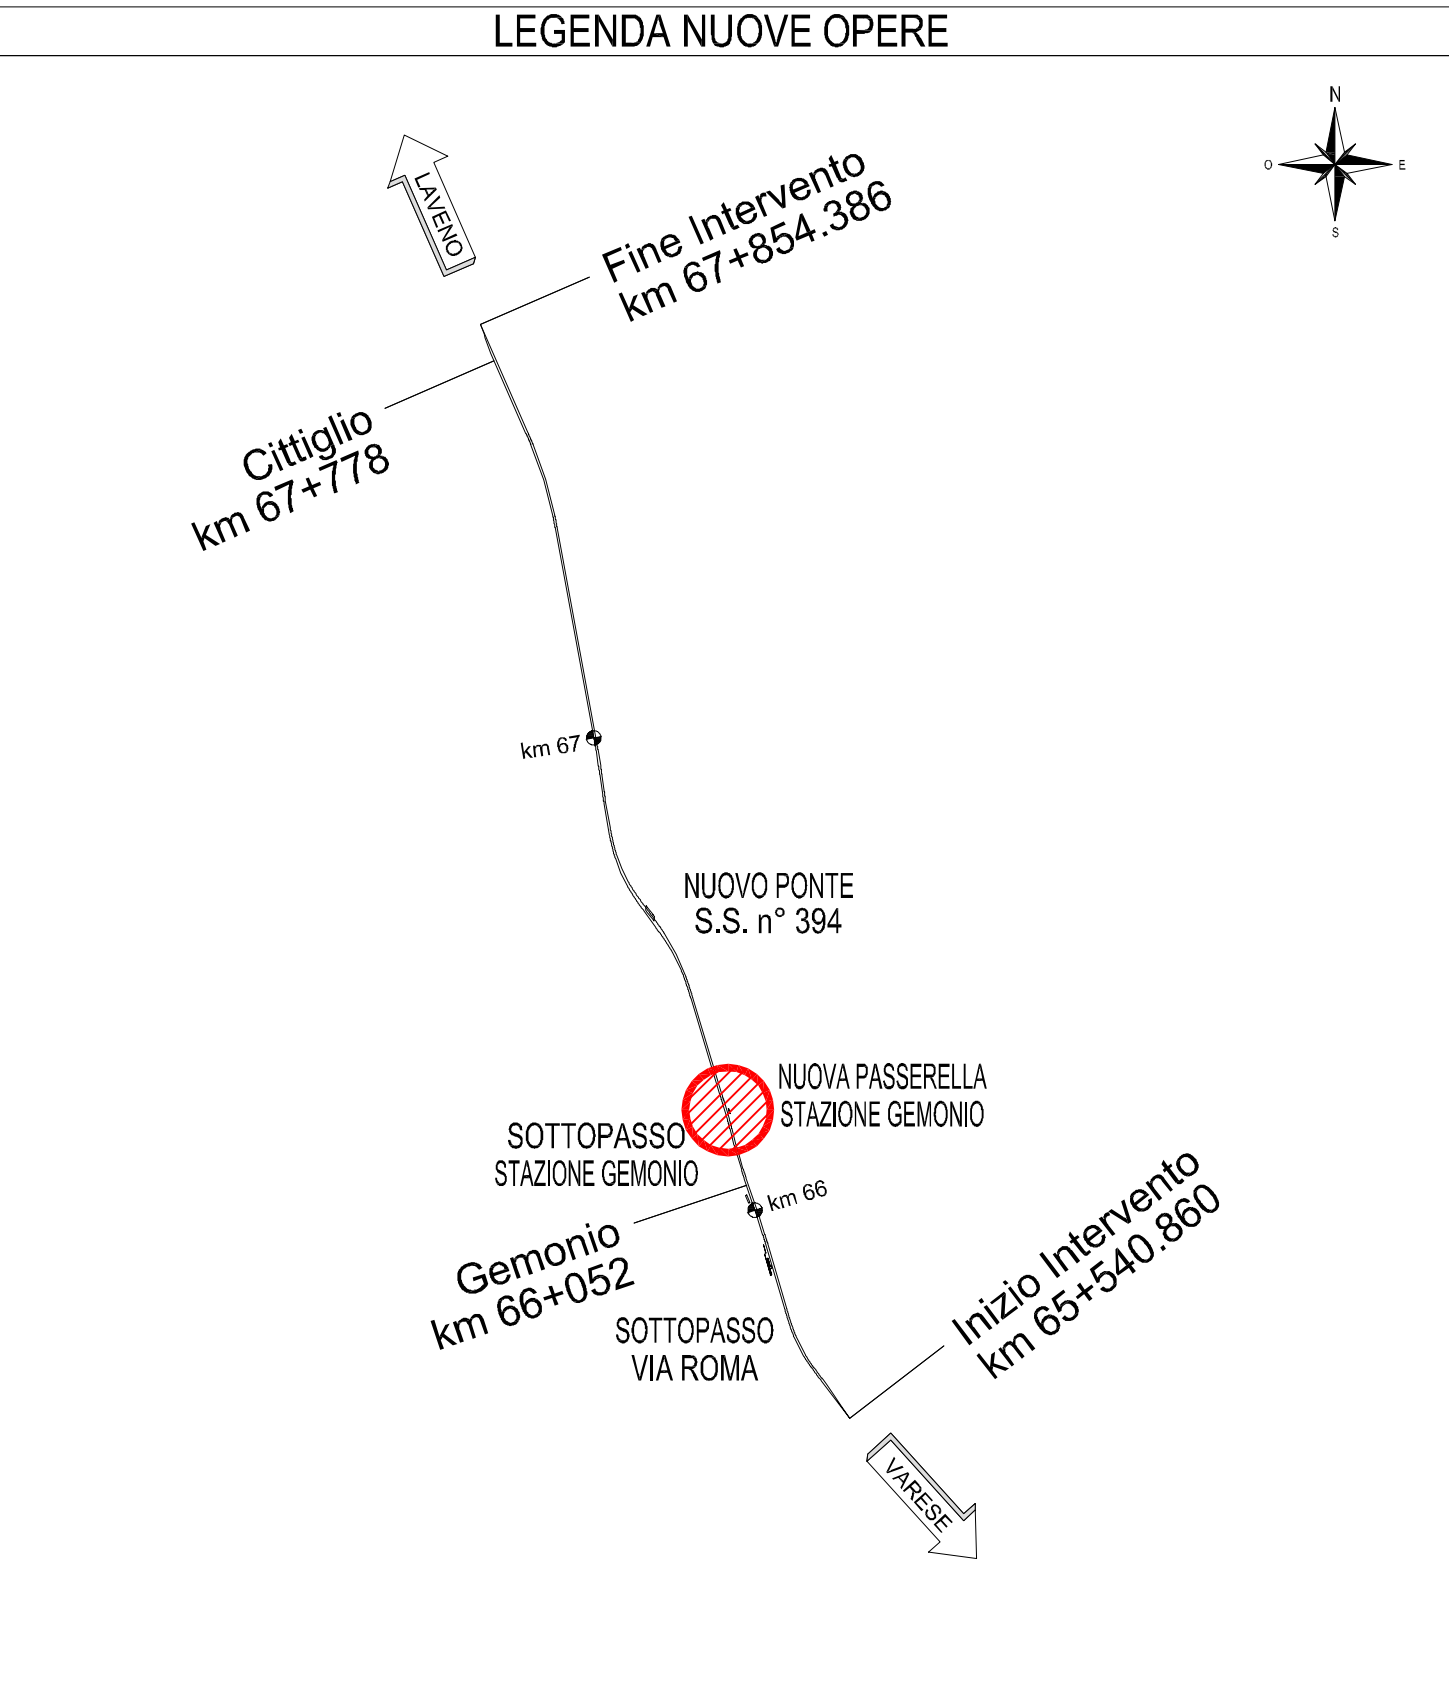 LEGENDA NUOVE OPERE
N
O
E
S
LAVENO
Fine Intervento
km 67+854.386
Cittiglio
km 67+778
km 67
NUOVO PONTE
S.S. n° 394
NUOVA PASSERELLA
STAZIONE GEMONIO
SOTTOPASSO
STAZIONE GEMONIO
km 66
Gemonio
km 66+052
Inizio Intervento
km 65+540.860
SOTTOPASSO
VIA ROMA
VARESE